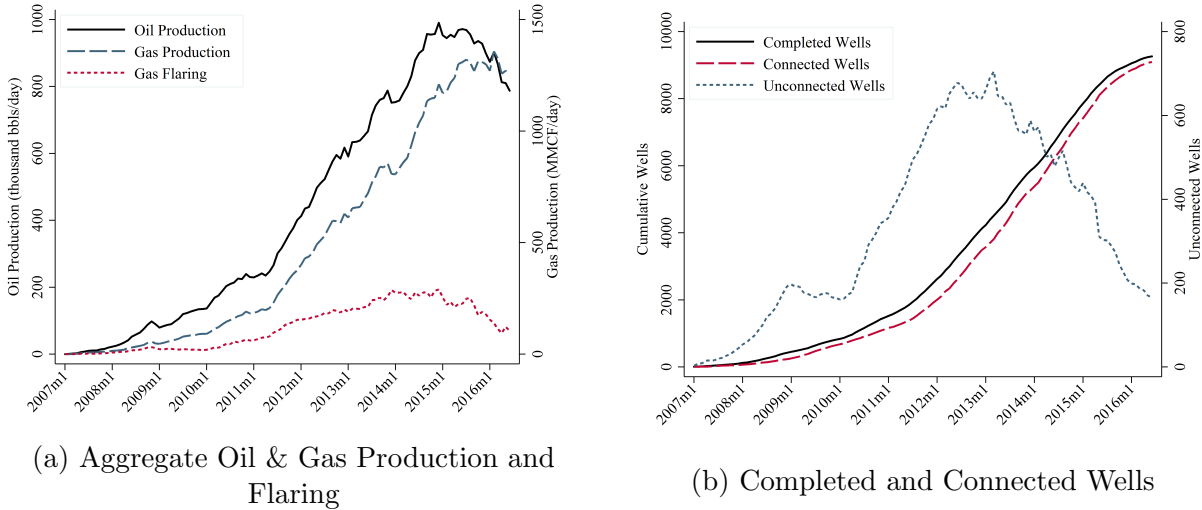 Oil Production
Gas Production
Gas Flaring
Oil Production (thousand bbls/day)
0
200
400
600
800
1000
Gas Production (MMCF/day)
0
500
1000
1500
2007m1
2008m1
2009m1
2010m1
2011m1
2012m1
2013m1
2014m1
2015m1
2016m1
(a) Aggregate Oil & Gas Production and
Flaring
Completed Wells
Connected Wells
Unconnected Wells
Cumulative Wells
0
2000
4000
6000
8000
10000
Unconnected Wells
0
200
400
600
800
2007m1
2008m1
2009m1
2010m1
2011m1
2012m1
2013m1
2014m1
2015m1
2016m1
(b) Completed and Connected Wells